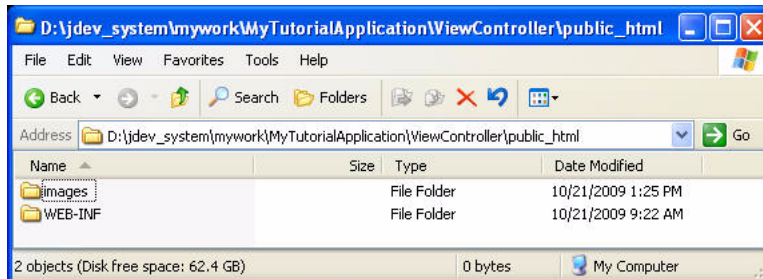 D:\jdev_system\mywork\MyTutorialApplication\ViewController\public_html
File Edit View Favorites Tools Help
Back Search Folders
Address D:\jdev_system\mywork\MyTutorialApplication\ViewController\public_html Go
Name Size Type Date Modified
images File Folder 10/21/2009 1:25 PM
WEB-INF File Folder 10/21/2009 9:22 AM
2 objects (Disk free space: 62.4 GB) 0 bytes My Computer